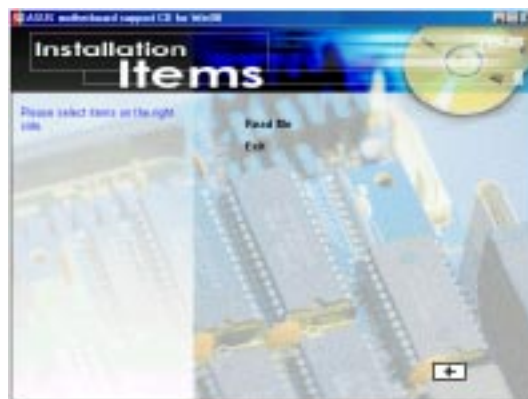 ASUS motherboard support CD for Win98
Installation
Items
Please select items on the right
side.
Read Me
Exit